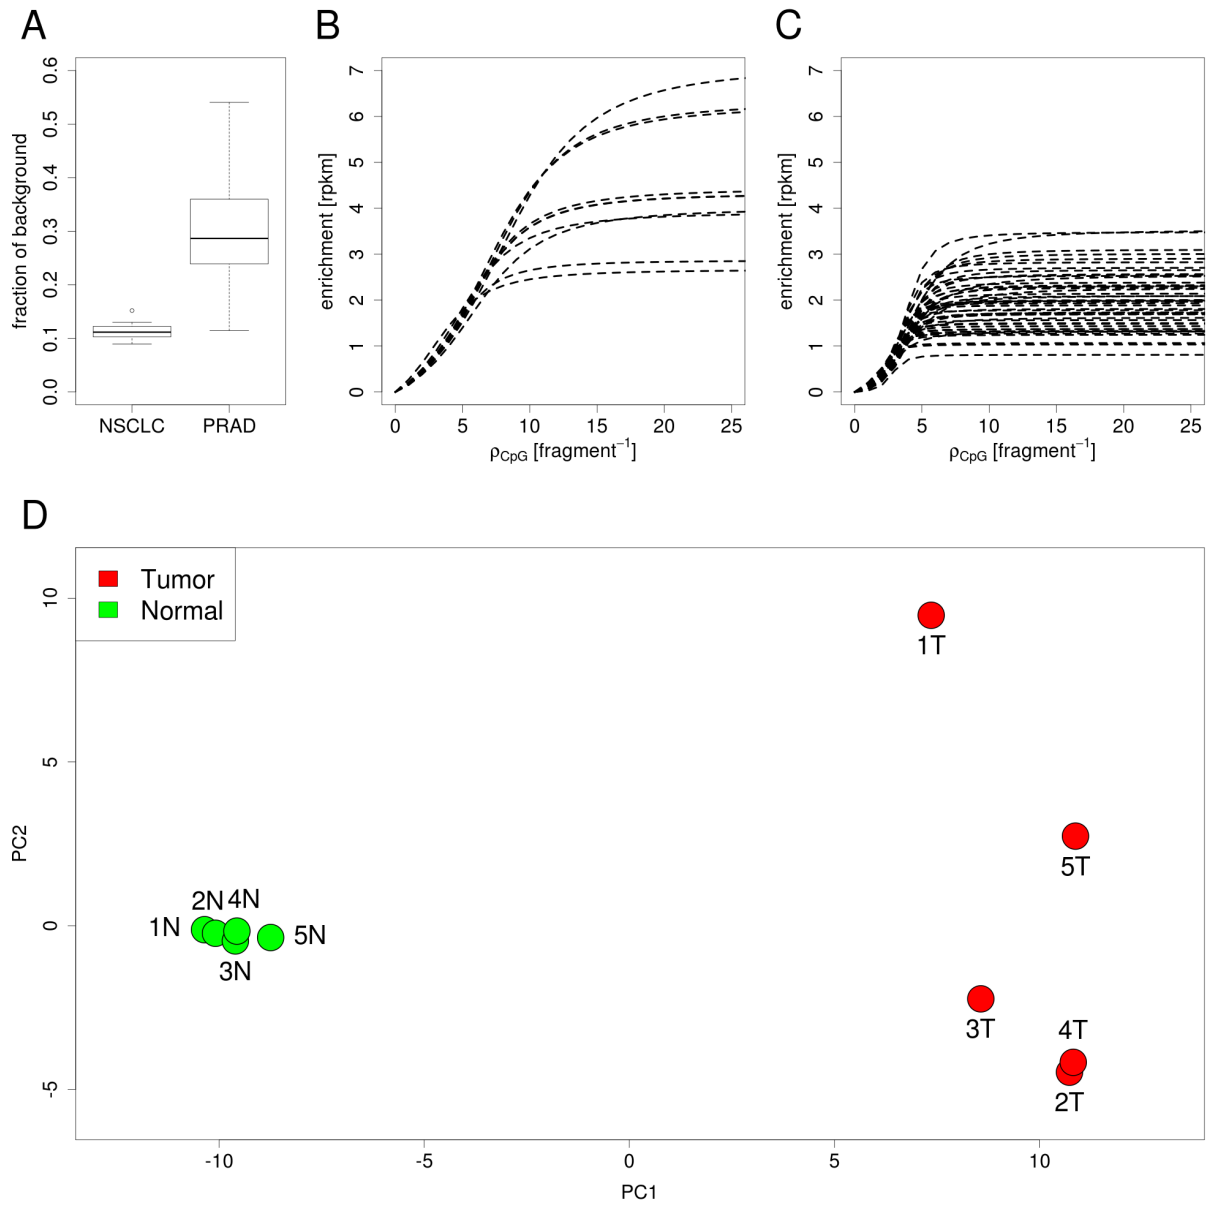 A
B
C
fraction of background
0.0
0.1
0.2
0.3
0.4
0.5
0.6
NSCLC
PRAD
enrichment [rpkm]
0
1
2
3
4
5
6
7
0
5
10
15
20
25
ρCpG [fragment⁻¹]
enrichment [rpkm]
0
1
2
3
4
5
6
7
0
5
10
15
20
25
ρCpG [fragment⁻¹]
D
Tumor
Normal
PC2
10
5
0
-5
1T
5T
2N
4N
1N
5N
3N
3T
4T
2T
-10
-5
0
5
10
PC1